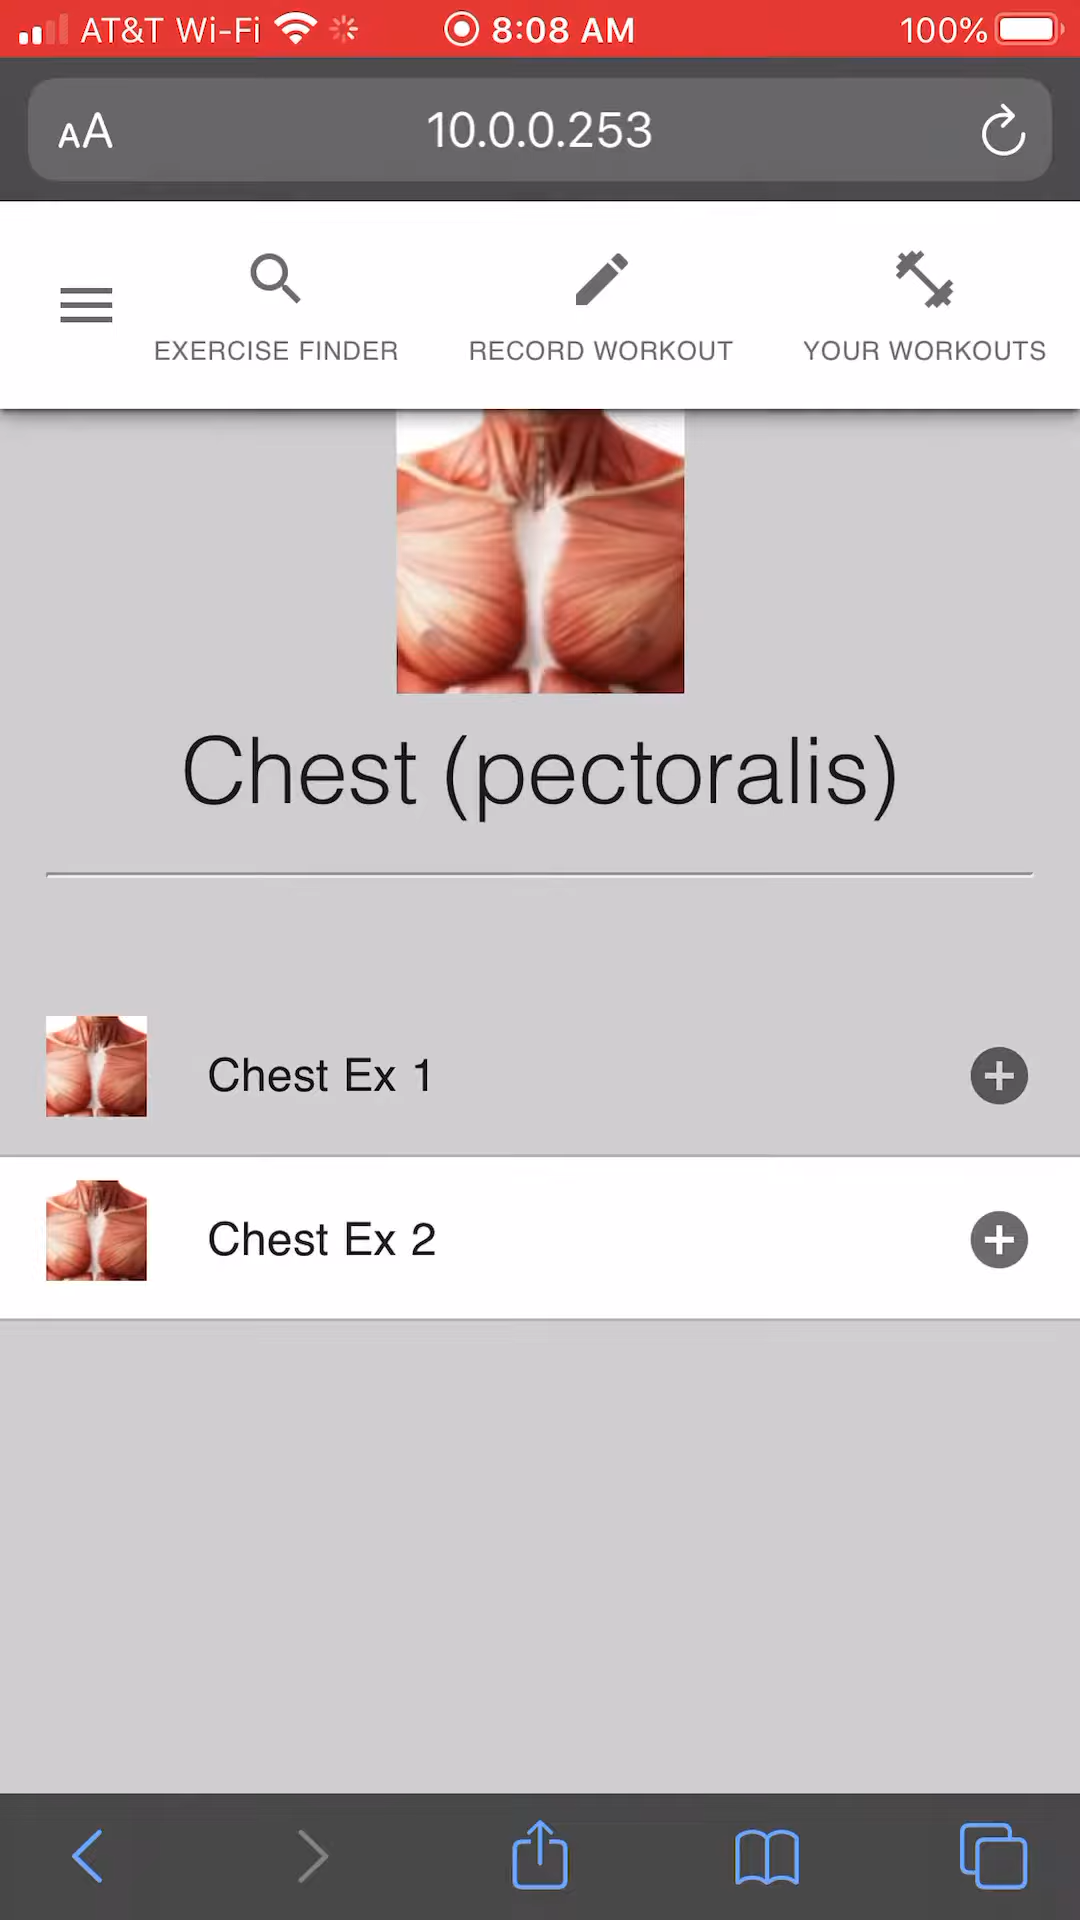 AT&T Wi-Fi 8:08 AM 100%
AA 10.0.0.253
EXERCISE FINDER RECORD WORKOUT YOUR WORKOUTS
Chest (pectoralis)
Chest Ex 1
Chest Ex 2